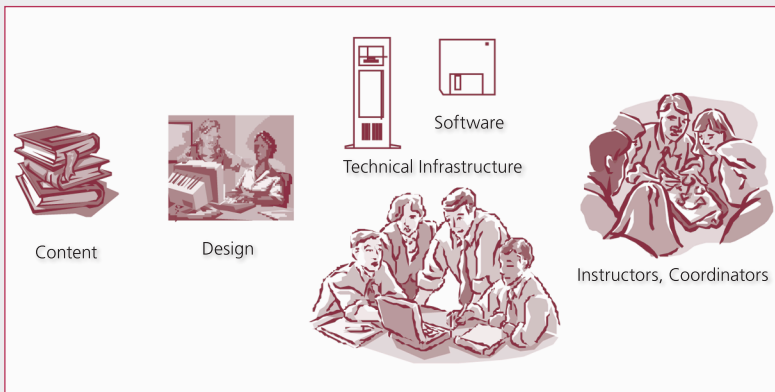 Software
Technical Infrastructure
Content
Design
Instructors, Coordinators